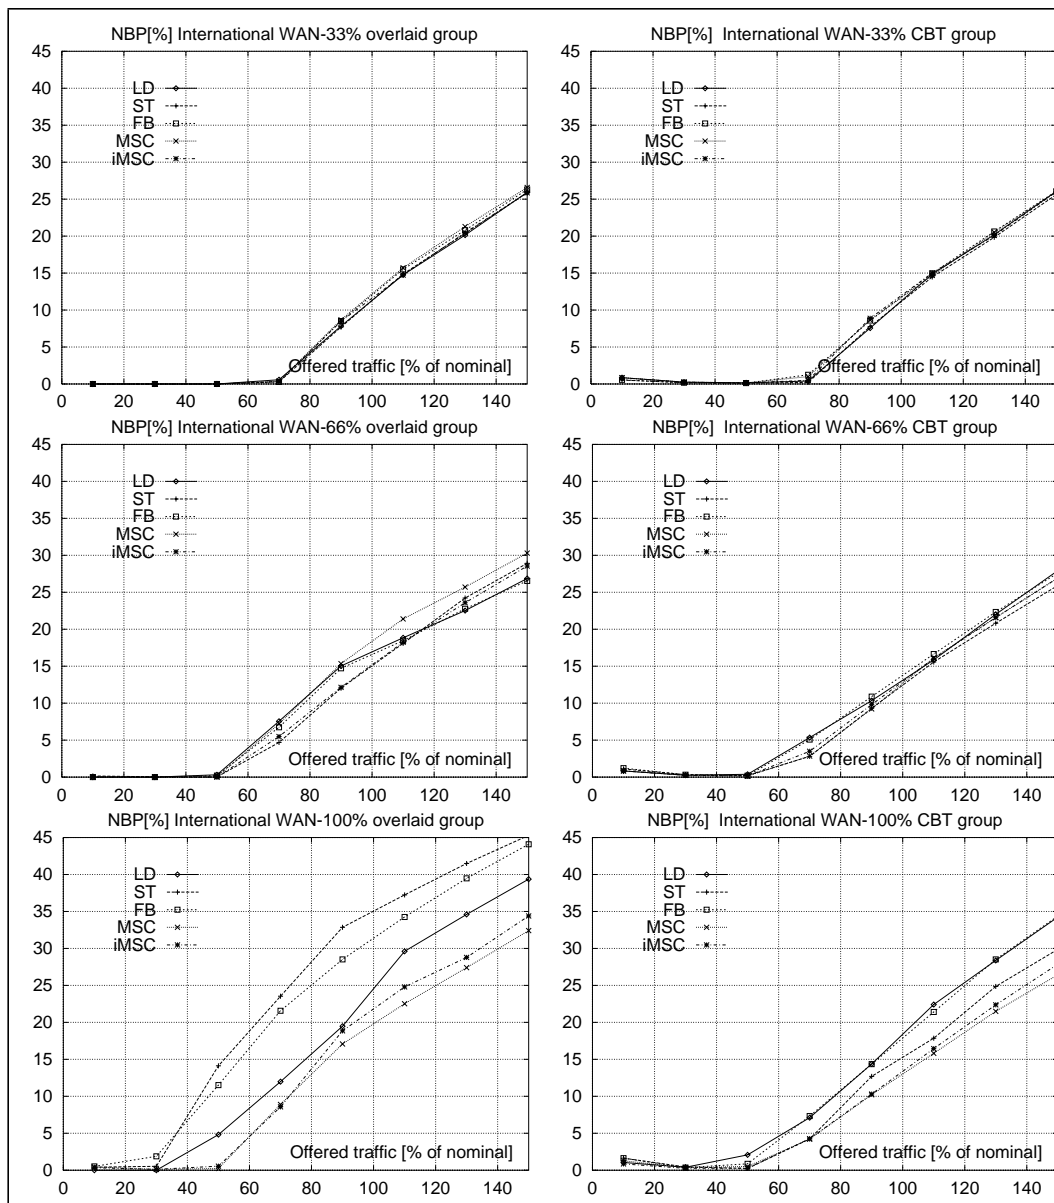 NBP[%] International WAN-33% overlaid group
45
40
35
30
25
20
15
10
5
0
LD
ST
FB
MSC
iMSC
Offered traffic [% of nominal]
0 20 40 60 80 100 120 140
NBP[%] International WAN-33% CBT group
45
40
35
30
25
20
15
10
5
0
LD
ST
FB
MSC
iMSC
Offered traffic [% of nominal]
0 20 40 60 80 100 120 140
NBP[%] International WAN-66% overlaid group
45
40
35
30
25
20
15
10
5
0
LD
ST
FB
MSC
iMSC
Offered traffic [% of nominal]
0 20 40 60 80 100 120 140
NBP[%] International WAN-66% CBT group
45
40
35
30
25
20
15
10
5
0
LD
ST
FB
MSC
iMSC
Offered traffic [% of nominal]
0 20 40 60 80 100 120 140
NBP[%] International WAN-100% overlaid group
45
40
35
30
25
20
15
10
5
0
LD
ST
FB
MSC
iMSC
Offered traffic [% of nominal]
0 20 40 60 80 100 120 140
NBP[%] International WAN-100% CBT group
45
40
35
30
25
20
15
10
5
0
LD
ST
FB
MSC
iMSC
Offered traffic [% of nominal]
0 20 40 60 80 100 120 140